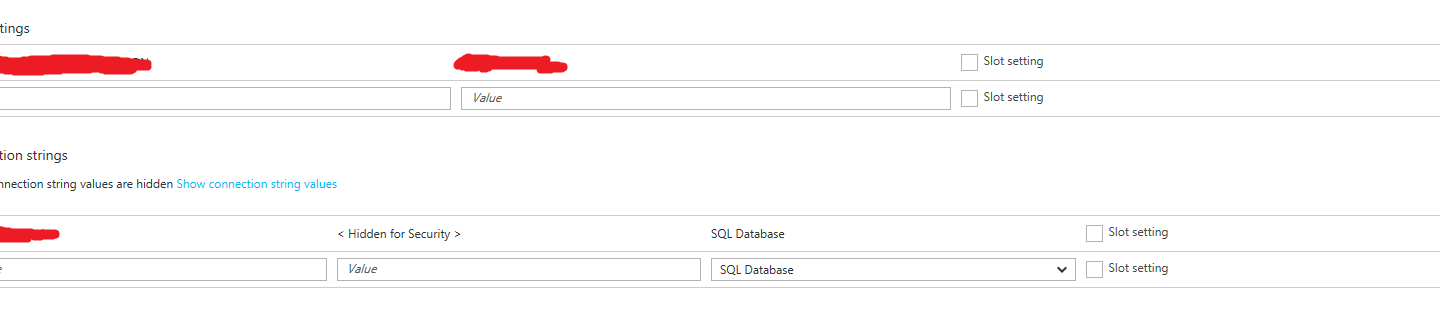 tings
Slot setting
Value Slot setting
tion strings
nnection string values are hidden Show connection string values
< Hidden for Security > SQL Database Slot setting
Value SQL Database Slot setting